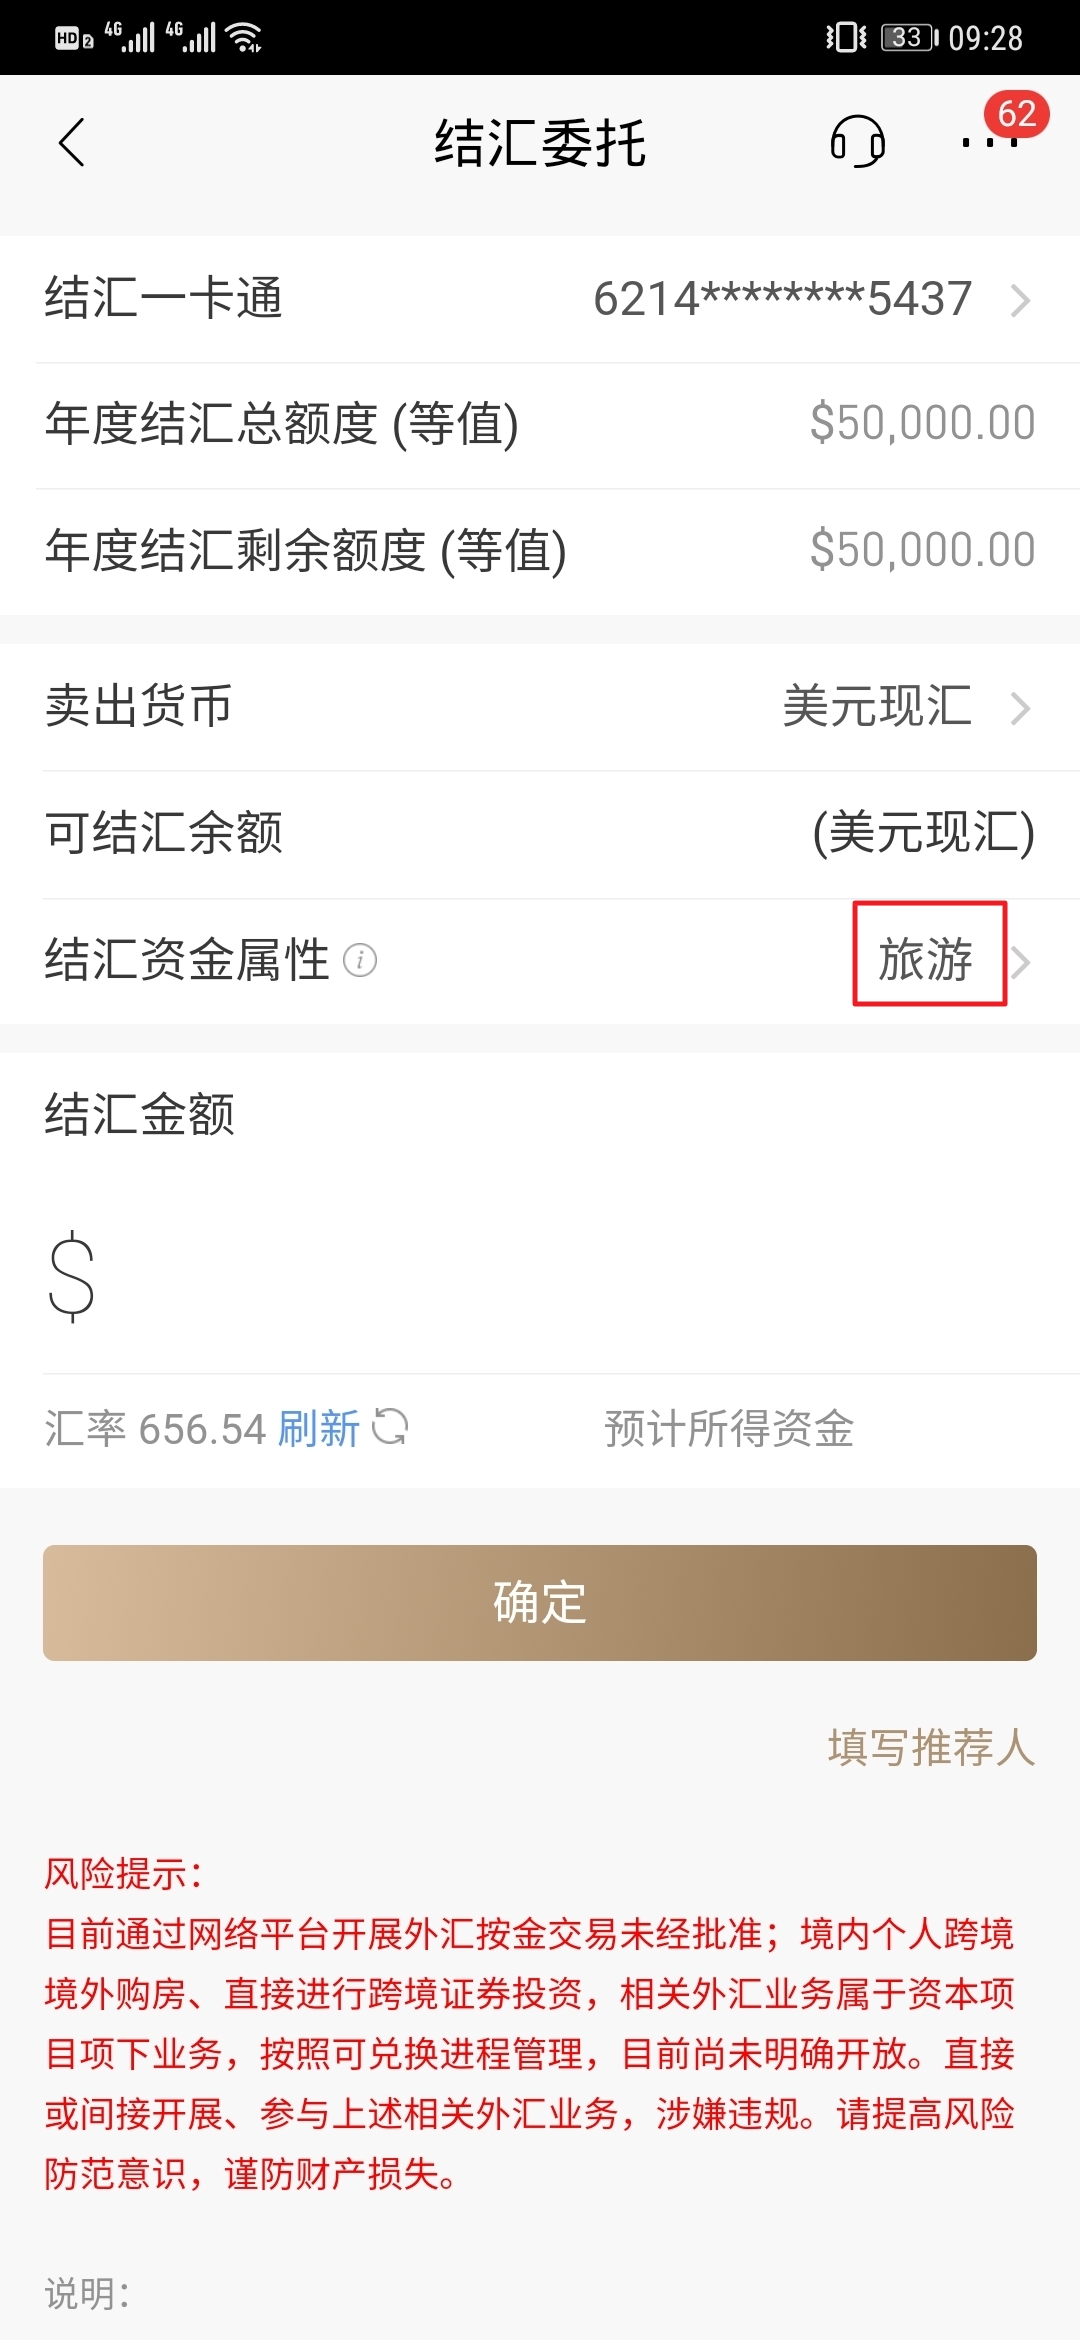 HD 2 4G 4G 33 09:28
结汇委托 62
结汇一卡通 6214********5437
年度结汇总额度 (等值) $50,000.00
年度结汇剩余额度 (等值) $50,000.00
卖出货币 美元现汇
可结汇余额 (美元现汇)
结汇资金属性 i 旅游
结汇金额
$
汇率 656.54 刷新 预计所得资金
确定
填写推荐人
风险提示：
目前通过网络平台开展外汇按金交易未经批准；境内个人跨境
境外购房、直接进行跨境证券投资，相关外汇业务属于资本项
目项下业务，按照可兑换进程管理，目前尚未明确开放。直接
或间接开展、参与上述相关外汇业务，涉嫌违规。请提高风险
防范意识，谨防财产损失。
说明：